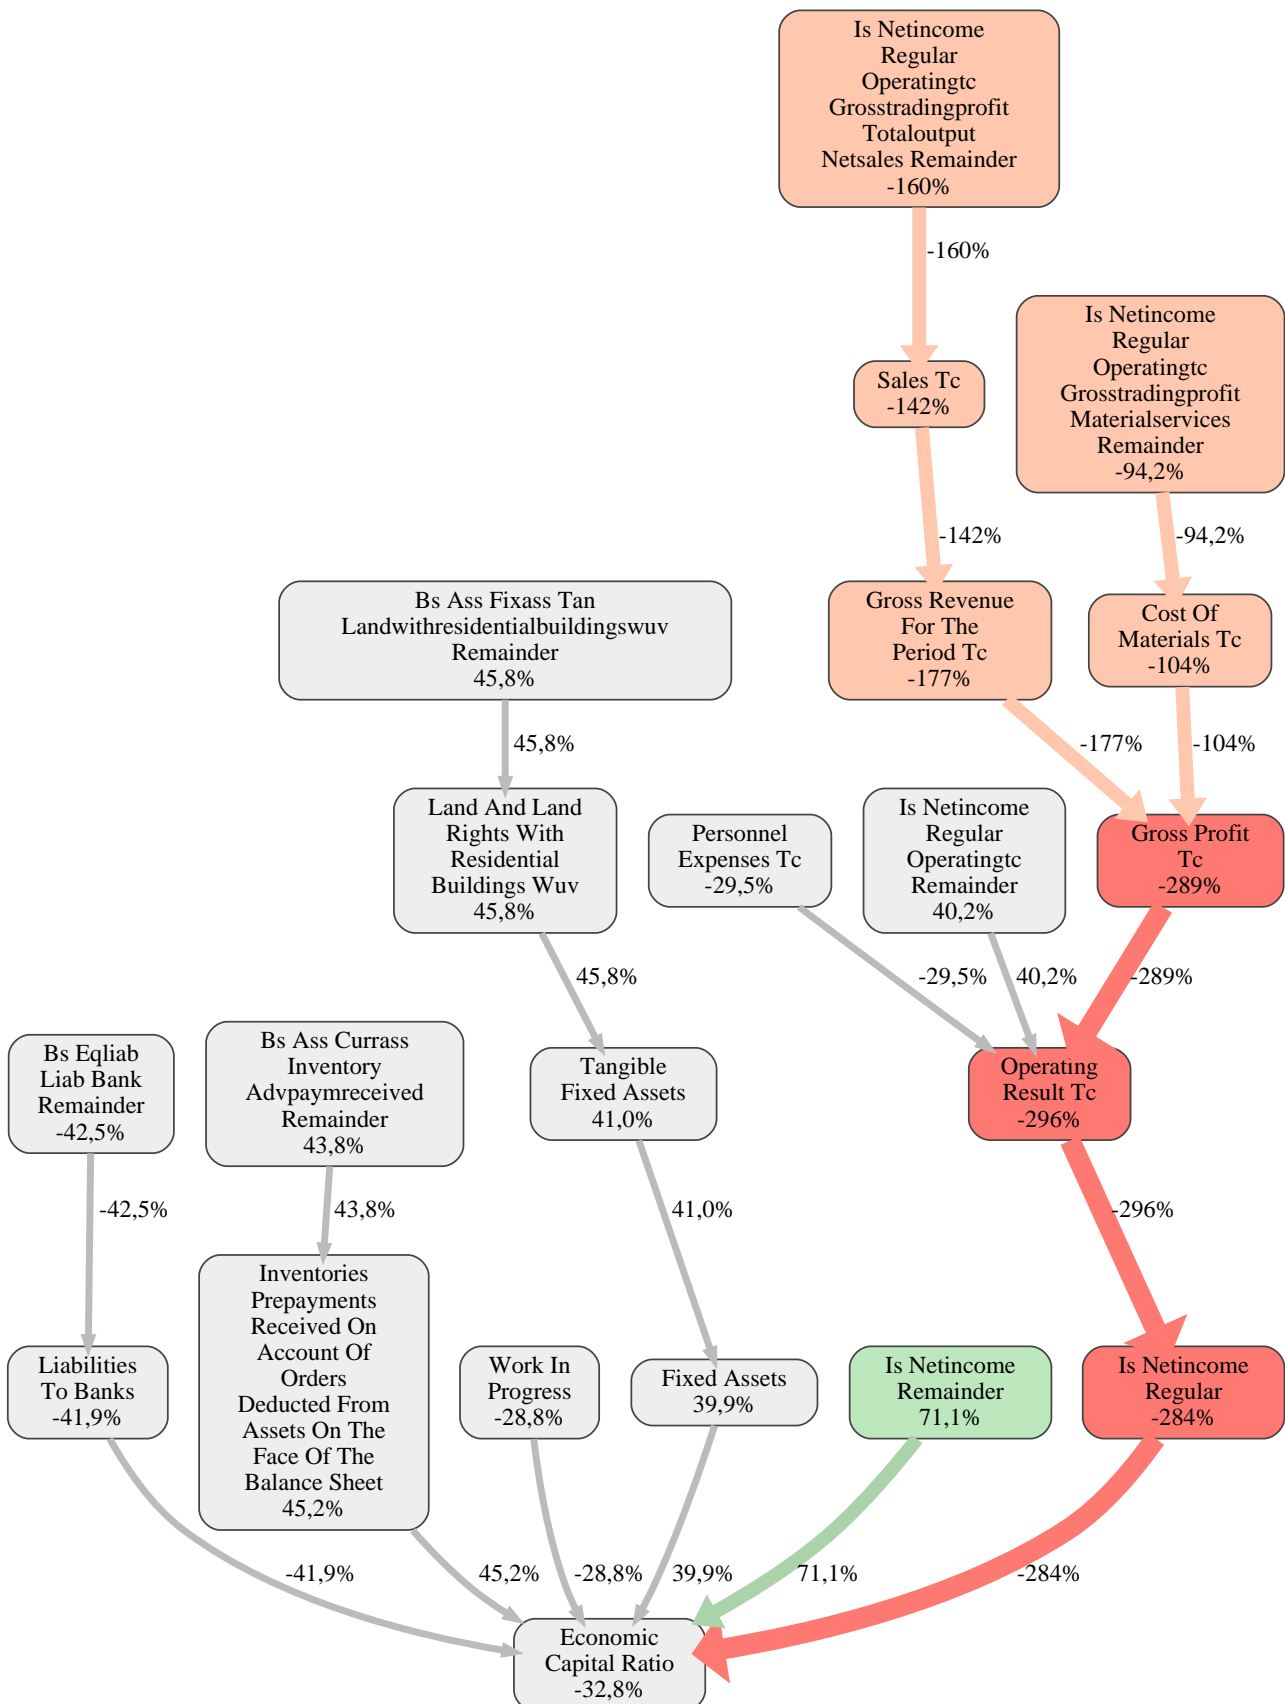 Is Netincome
Regular
Operatingtc
Grosstradingprofit
Totaloutput
Netsales Remainder
-160%
-160%
Is Netincome
Regular
Operatingtc
Grosstradingprofit
Materialservices
Remainder
-94,2%
Sales Tc
-142%
-142%
-94,2%
Bs Ass Fixass Tan
Landwithresidentialbuildingswuv
Remainder
45,8%
Gross Revenue
For The
Period Tc
-177%
Cost Of
Materials Tc
-104%
45,8%
-177%
-104%
Land And Land
Rights With
Residential
Buildings Wuv
45,8%
Personnel
Expenses Tc
-29,5%
Is Netincome
Regular
Operatingtc
Remainder
40,2%
Gross Profit
Tc
-289%
45,8%
-29,5%
40,2%
-289%
Bs Eqliab
Liab Bank
Remainder
-42,5%
Bs Ass Currass
Inventory
Advpaymreceived
Remainder
43,8%
Tangible
Fixed Assets
41,0%
Operating
Result Tc
-296%
-42,5%
43,8%
41,0%
-296%
Liabilities
To Banks
-41,9%
Inventories
Prepayments
Received On
Account Of
Orders
Deducted From
Assets On The
Face Of The
Balance Sheet
45,2%
Work In
Progress
-28,8%
Fixed Assets
39,9%
Is Netincome
Remainder
71,1%
Is Netincome
Regular
-284%
-41,9%
45,2%
-28,8%
39,9%
71,1%
-284%
Economic
Capital Ratio
-32,8%